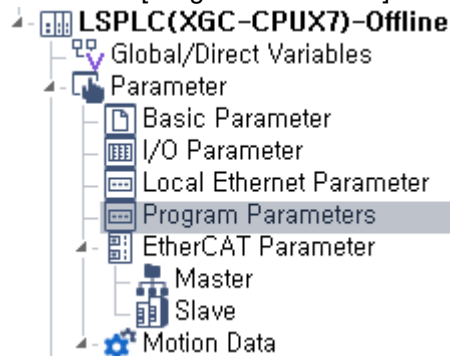 LSPLC(XGC-CPUX7)-Offline
Global/Direct Variables
Parameter
Basic Parameter
I/O Parameter
Local Ethernet Parameter
Program Parameters
EtherCAT Parameter
Master
Slave
Motion Data